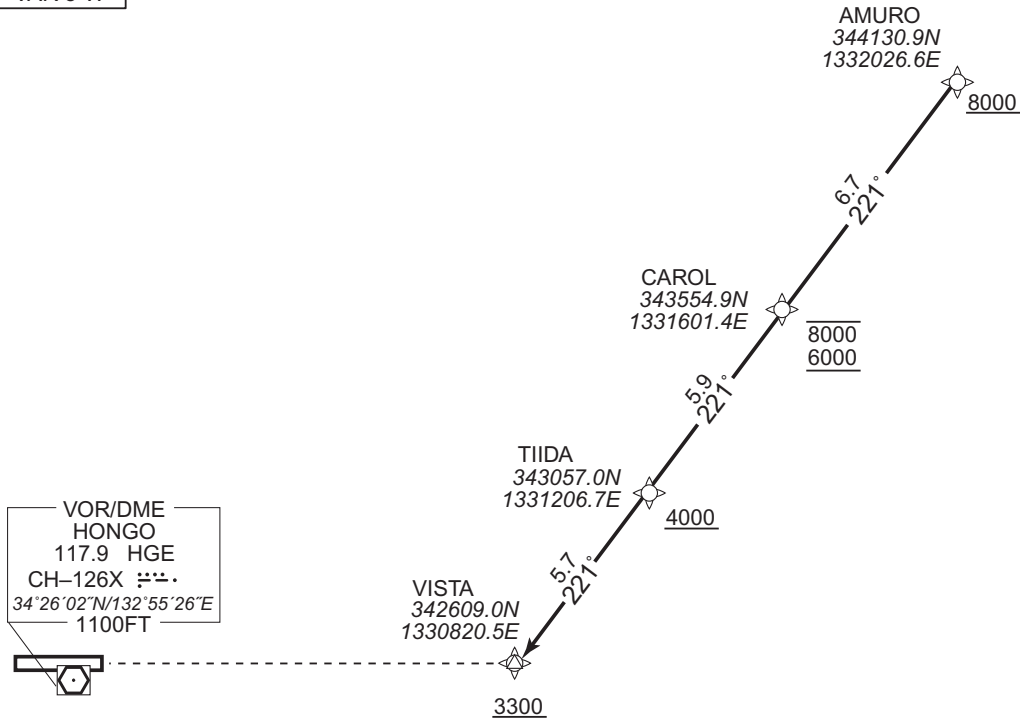 AMURO
344130.9N
1332026.6E
8000
6.7
221°
CAROL
343554.9N
1331601.4E
8000
6000
5.9
221°
TIIDA
343057.0N
1331206.7E
4000
5.7
221°
VISTA
342609.0N
1330820.5E
3300
VOR/DME
HONGO
117.9 HGE
CH–126X
34°26´02˝N/132°55´26˝E
1100FT